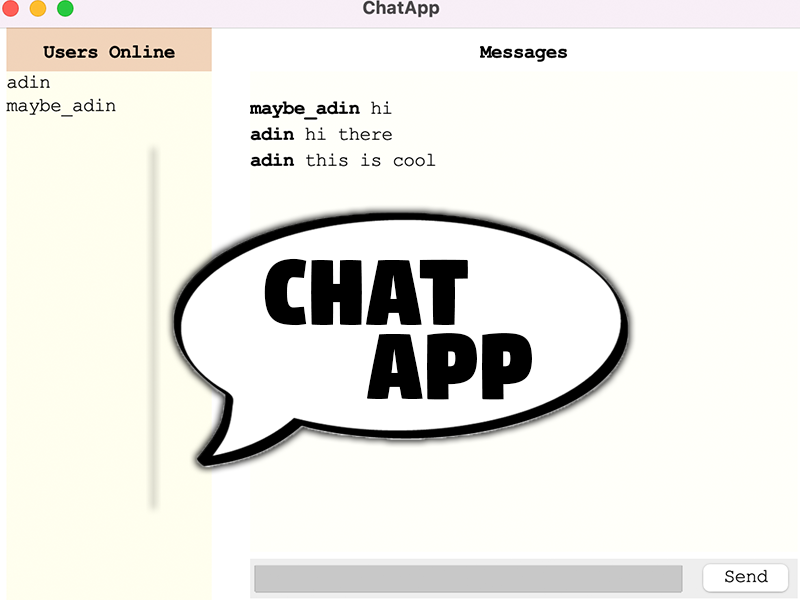 ChatApp
Users Online
adin
maybe_adin
Messages
maybe_adin hi
adin hi there
adin this is cool
CHAT
APP
Send